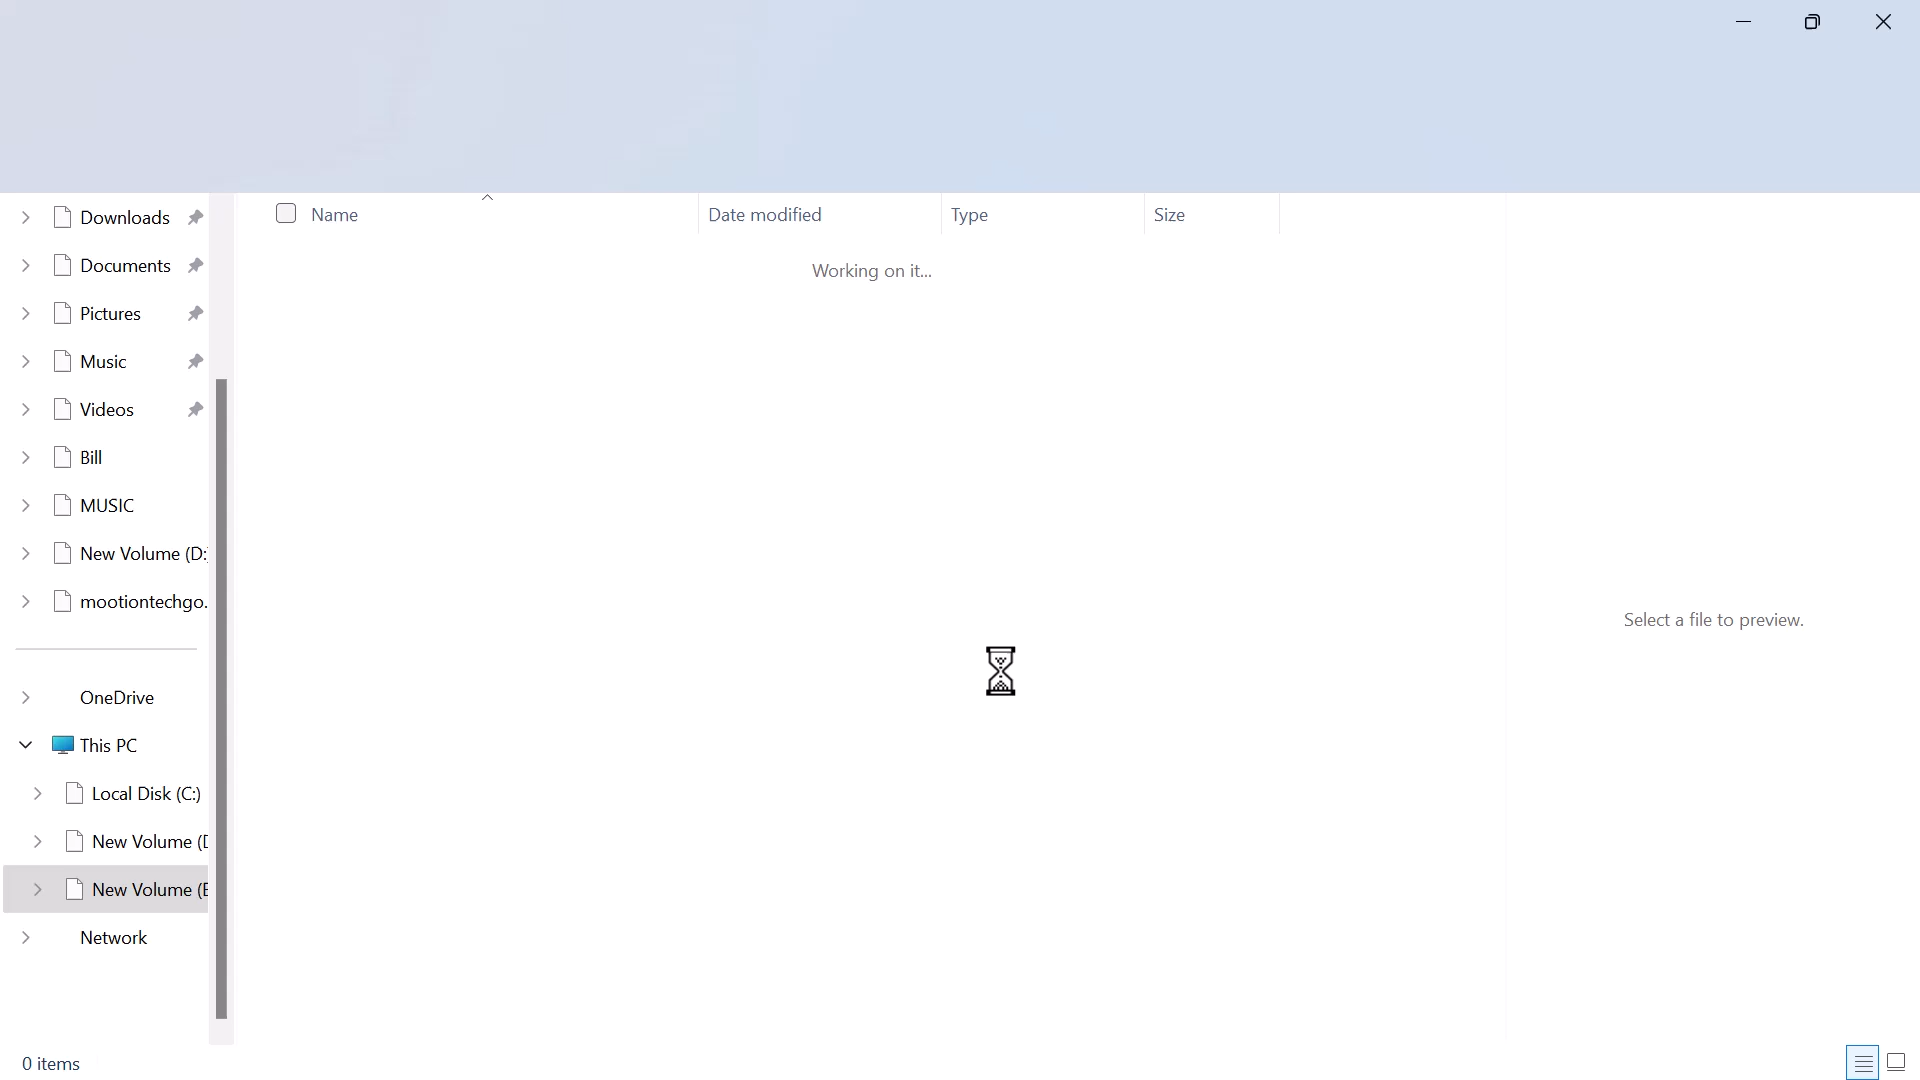 Name
Date modified
Type
Size
Working on it...
Downloads
Documents
Pictures
Music
Videos
Bill
MUSIC
New Volume (D:)
mootiontechgo.
OneDrive
This PC
Local Disk (C:)
New Volume (D
New Volume (E
Network
Select a file to preview.
0 items